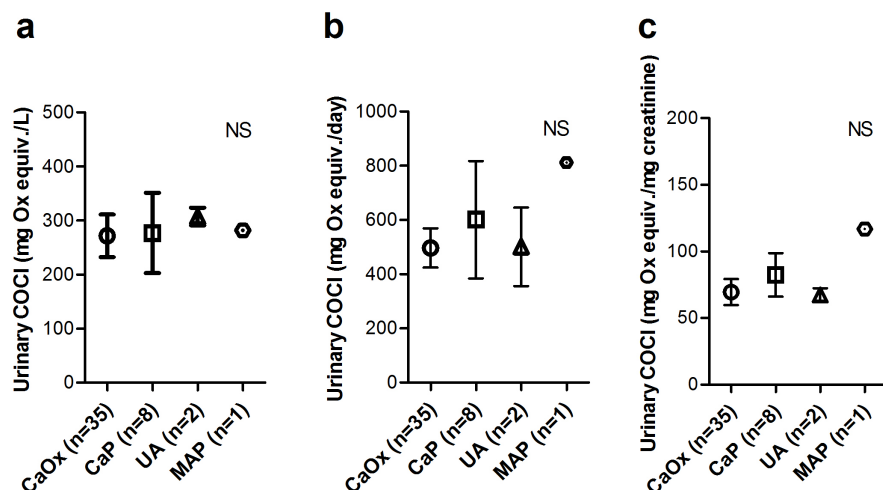 a
Urinary COCI (mg Ox equiv./L)
500
400
300
200
100
0
NS
CaOx (n=35)
CaP (n=8)
UA (n=2)
MAP (n=1)
b
Urinary COCI (mg Ox equiv./day)
1000
800
600
400
200
0
NS
CaOx (n=35)
CaP (n=8)
UA (n=2)
MAP (n=1)
c
Urinary COCI (mg Ox equiv./mg creatinine)
200
150
100
50
0
NS
CaOx (n=35)
CaP (n=8)
UA (n=2)
MAP (n=1)